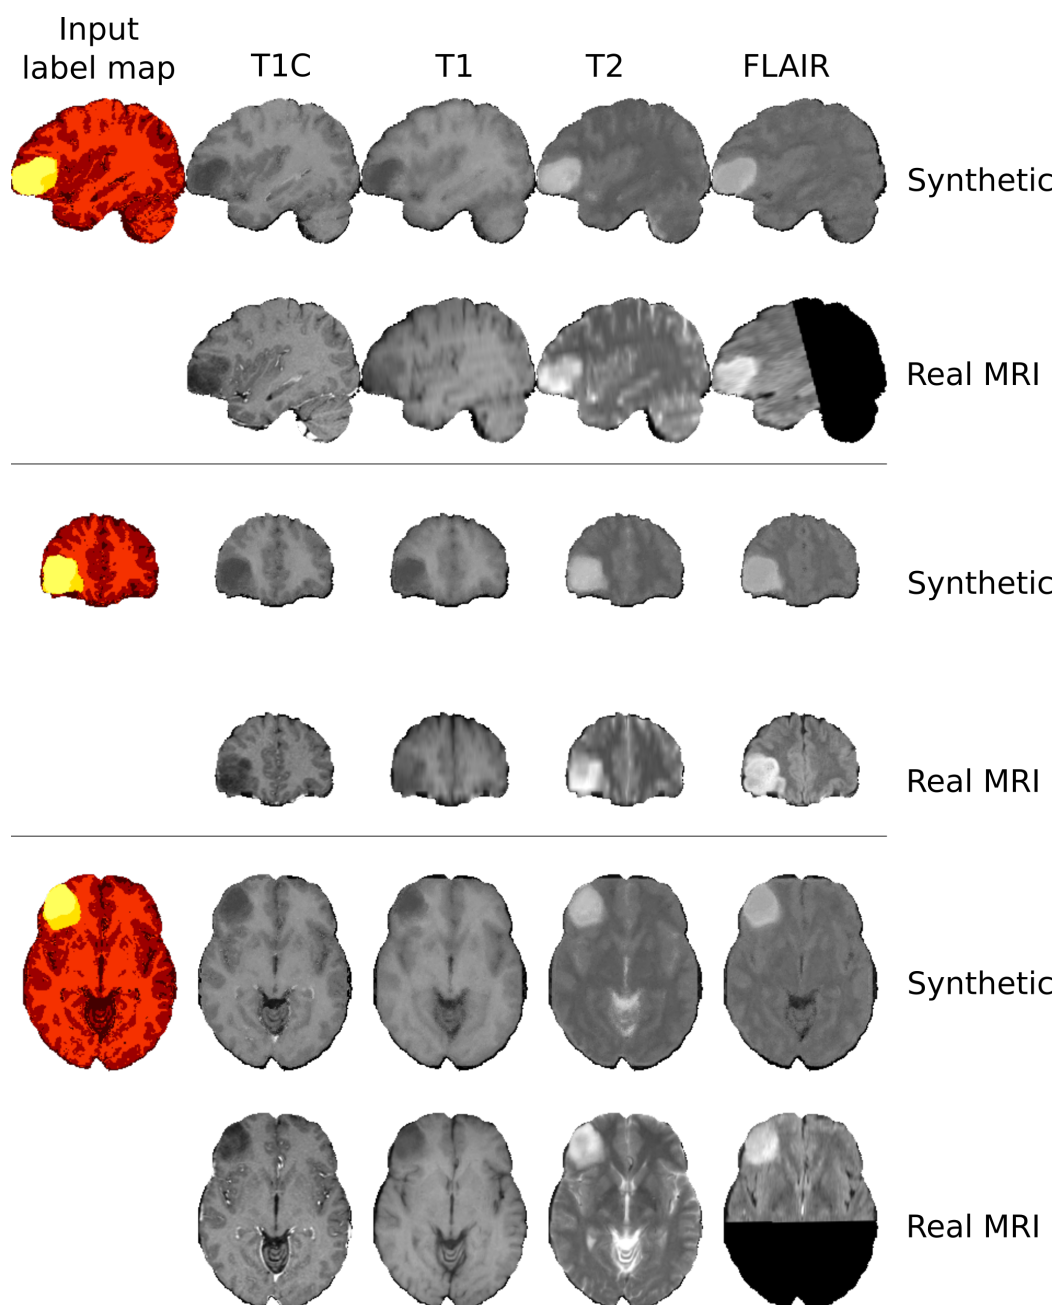 Input
label map
T1C
T1
T2
FLAIR
Synthetic
Real MRI
Synthetic
Real MRI
Synthetic
Real MRI